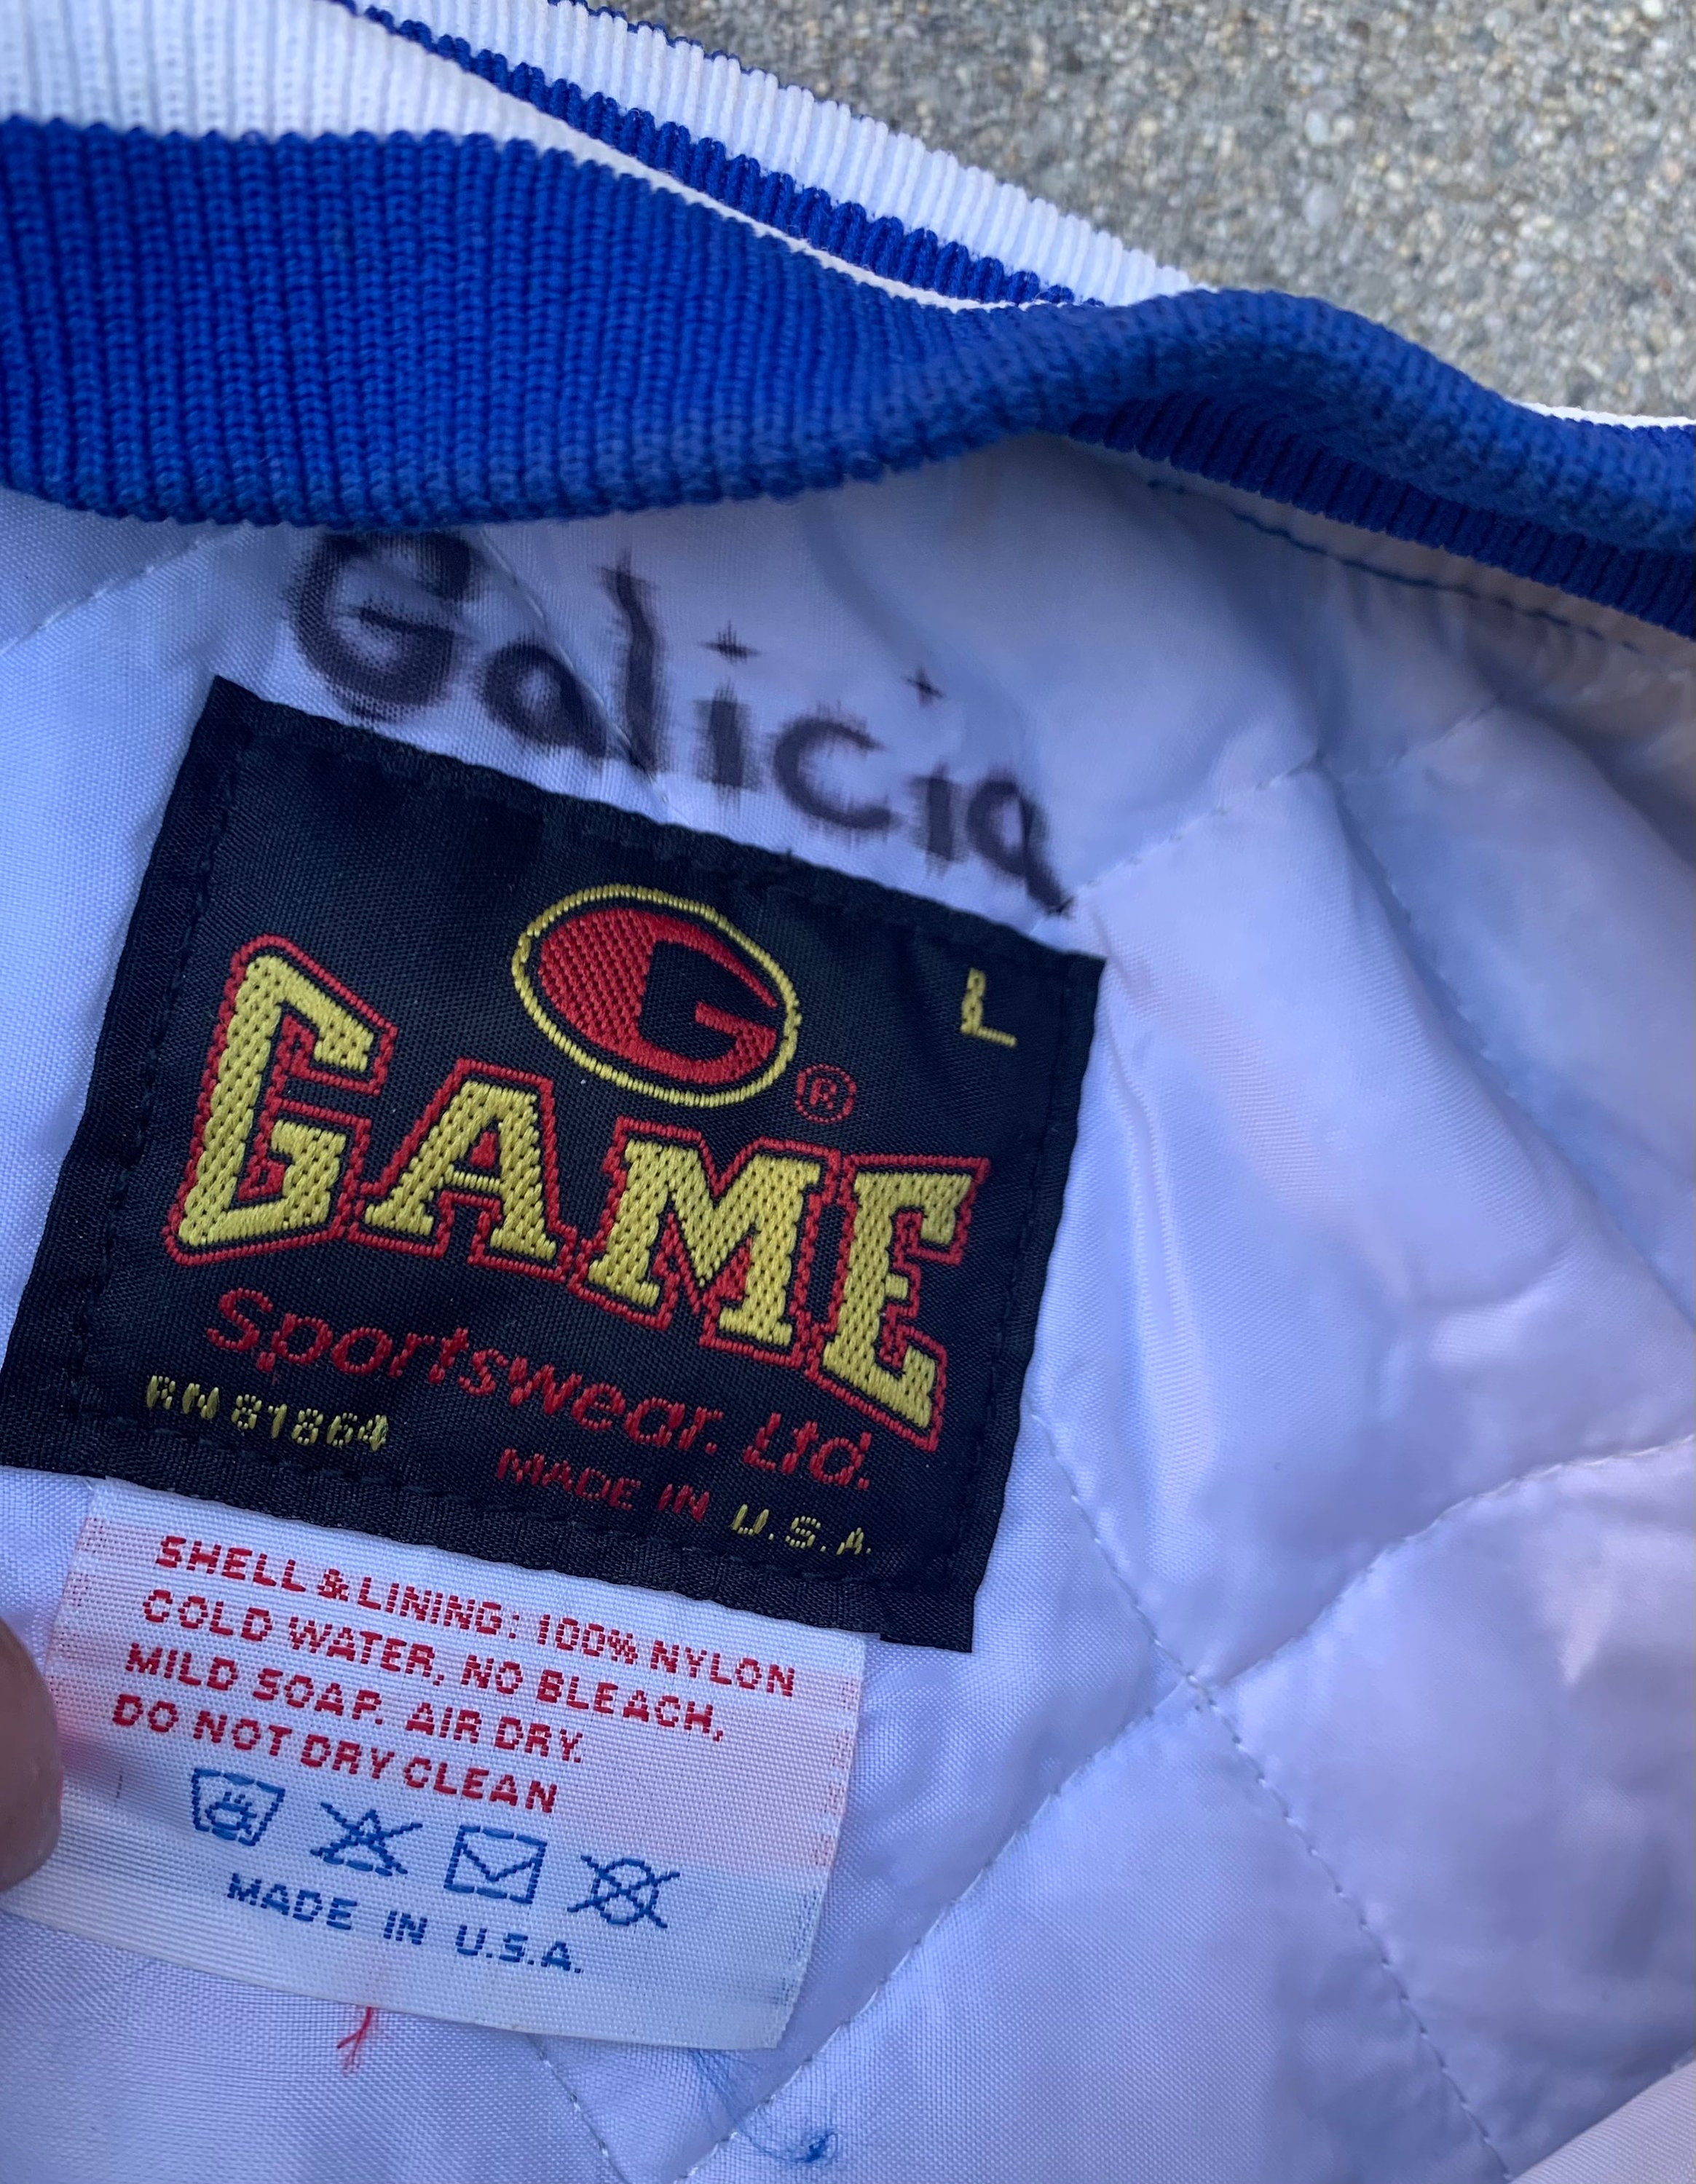 Galicia
L
G ®
GAME
Sportswear. Ltd.
RN 81864
MADE IN U.S.A.
SHELL & LINING: 100% NYLON
COLD WATER, NO BLEACH,
MILD SOAP. AIR DRY.
DO NOT DRY CLEAN
MADE IN U.S.A.